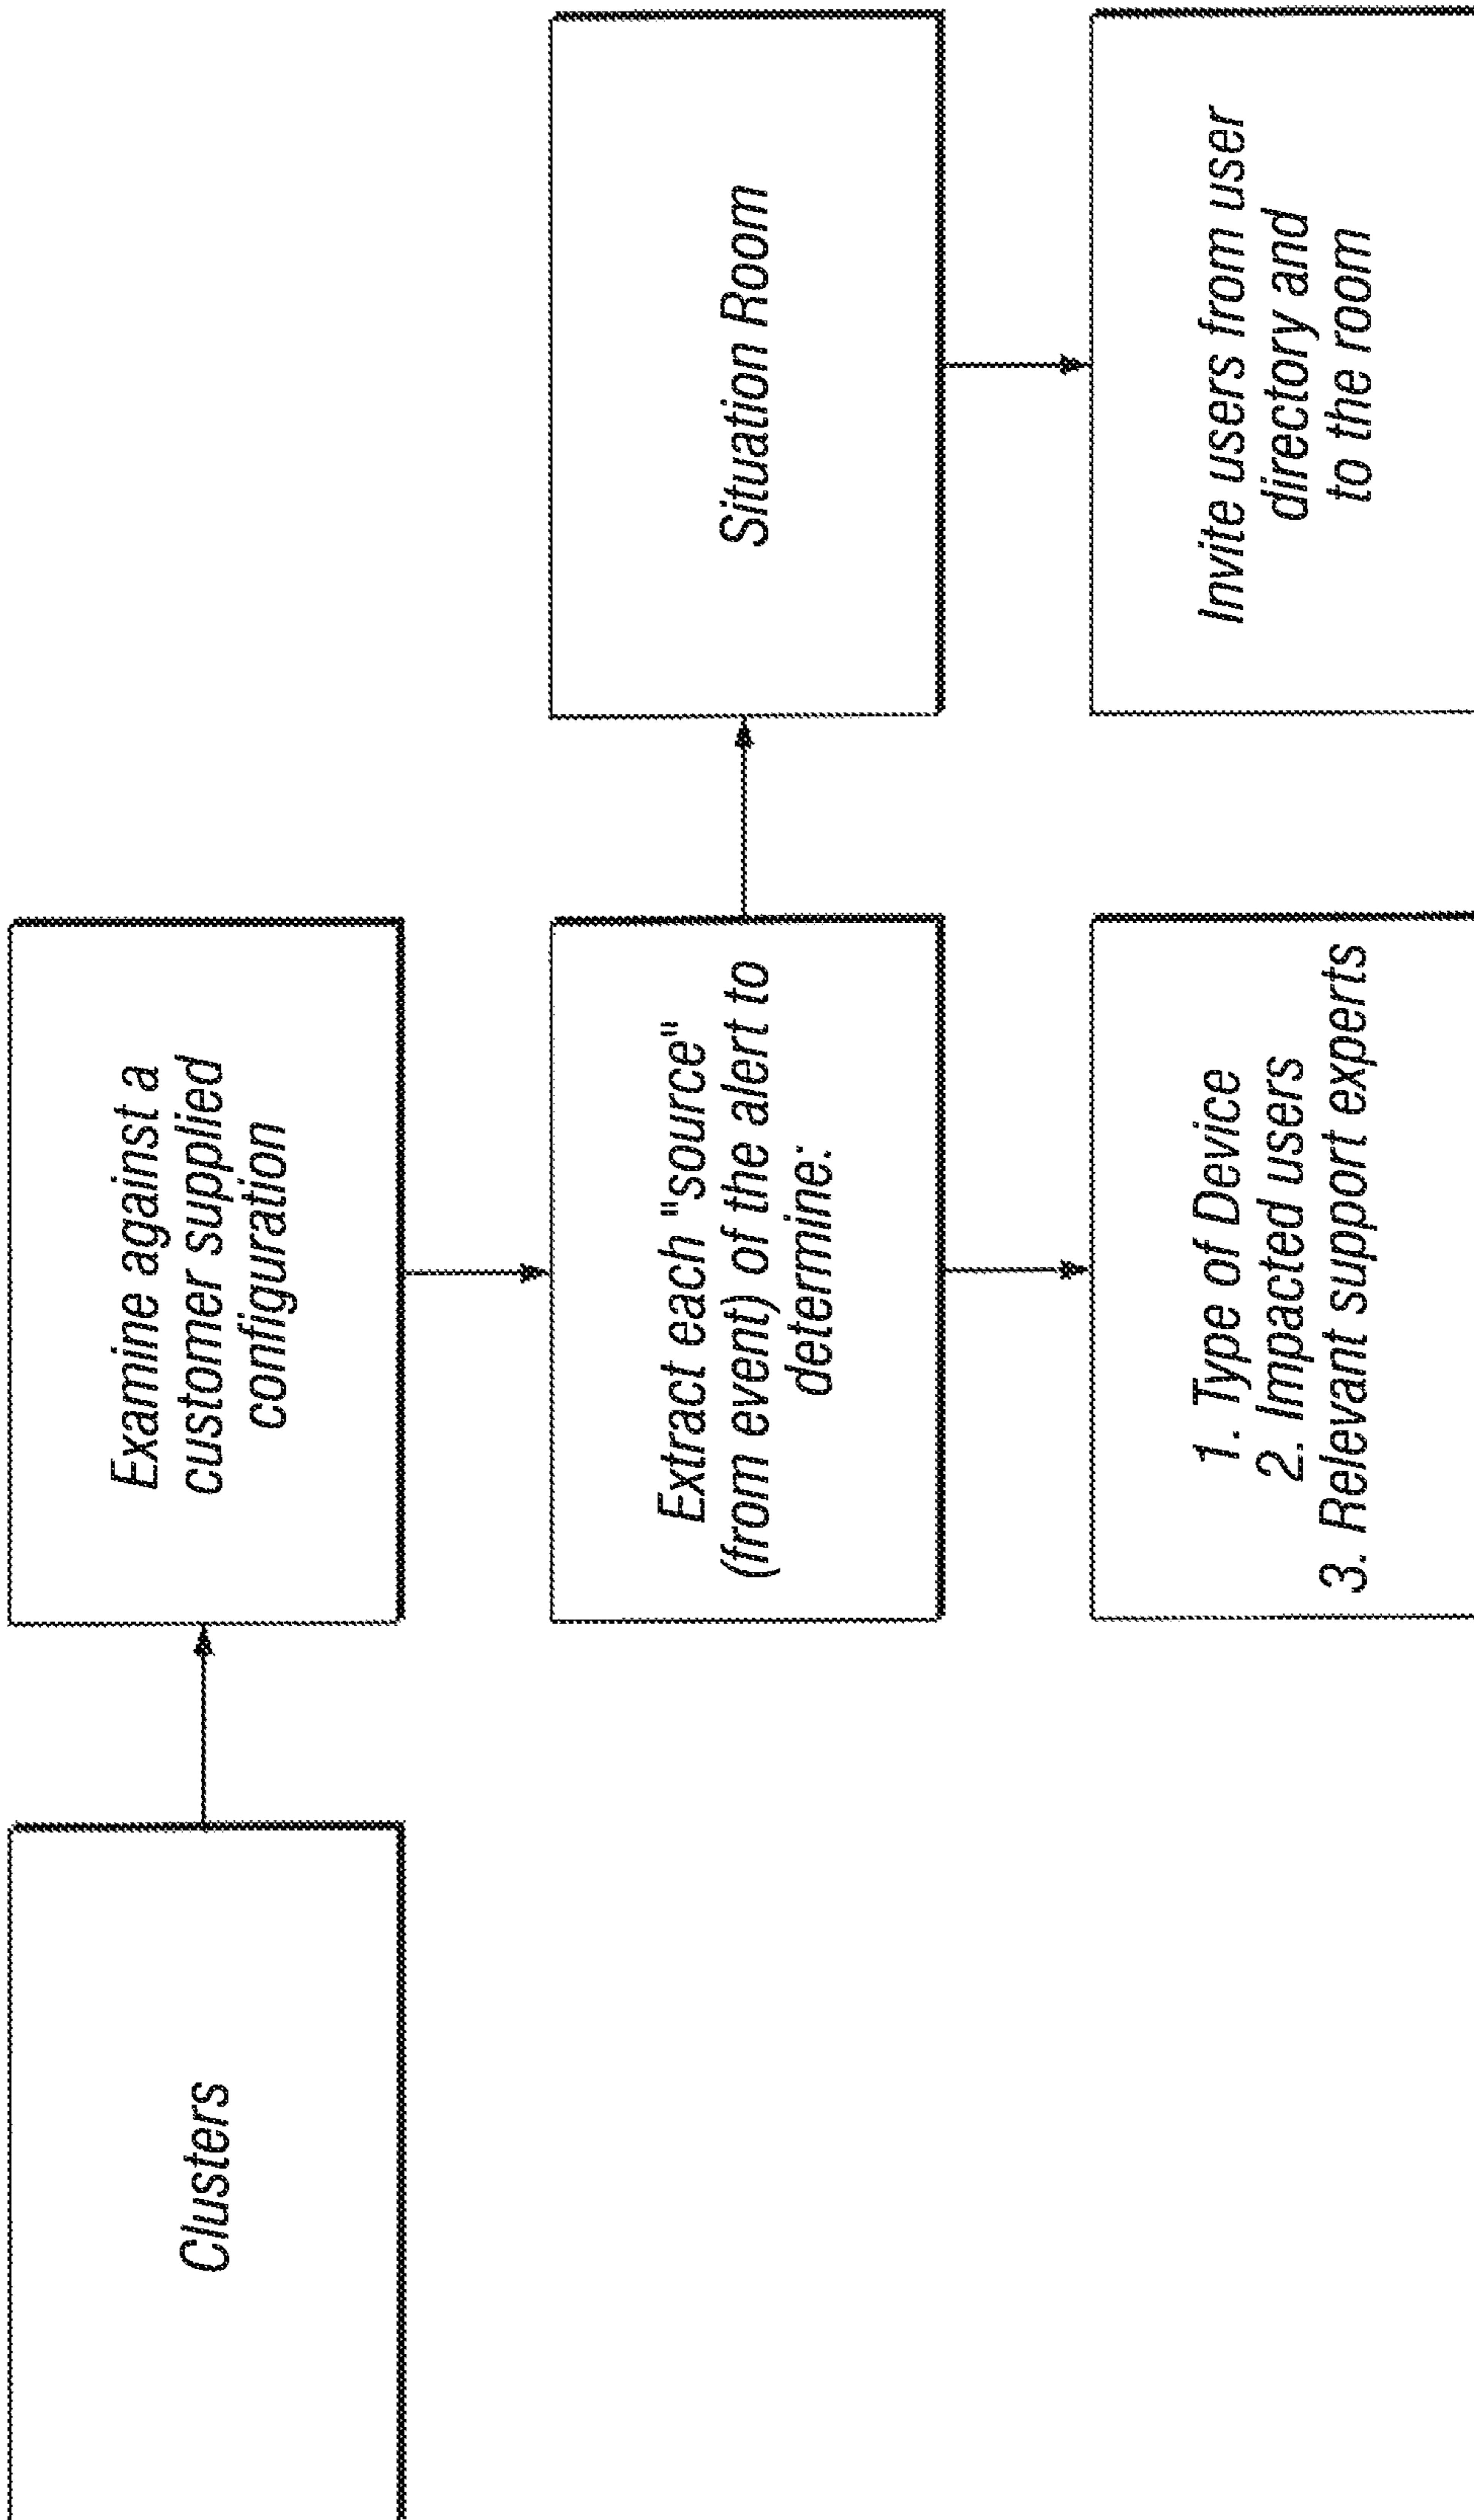 Clusters
Examine against a
customer supplied
configuration
Extract each "source"
(from event) of the alert to
determine:
1. Type of Device
2. Impacted users
3. Relevant support experts
Situation Room
Invite users from user
directory and
to the room